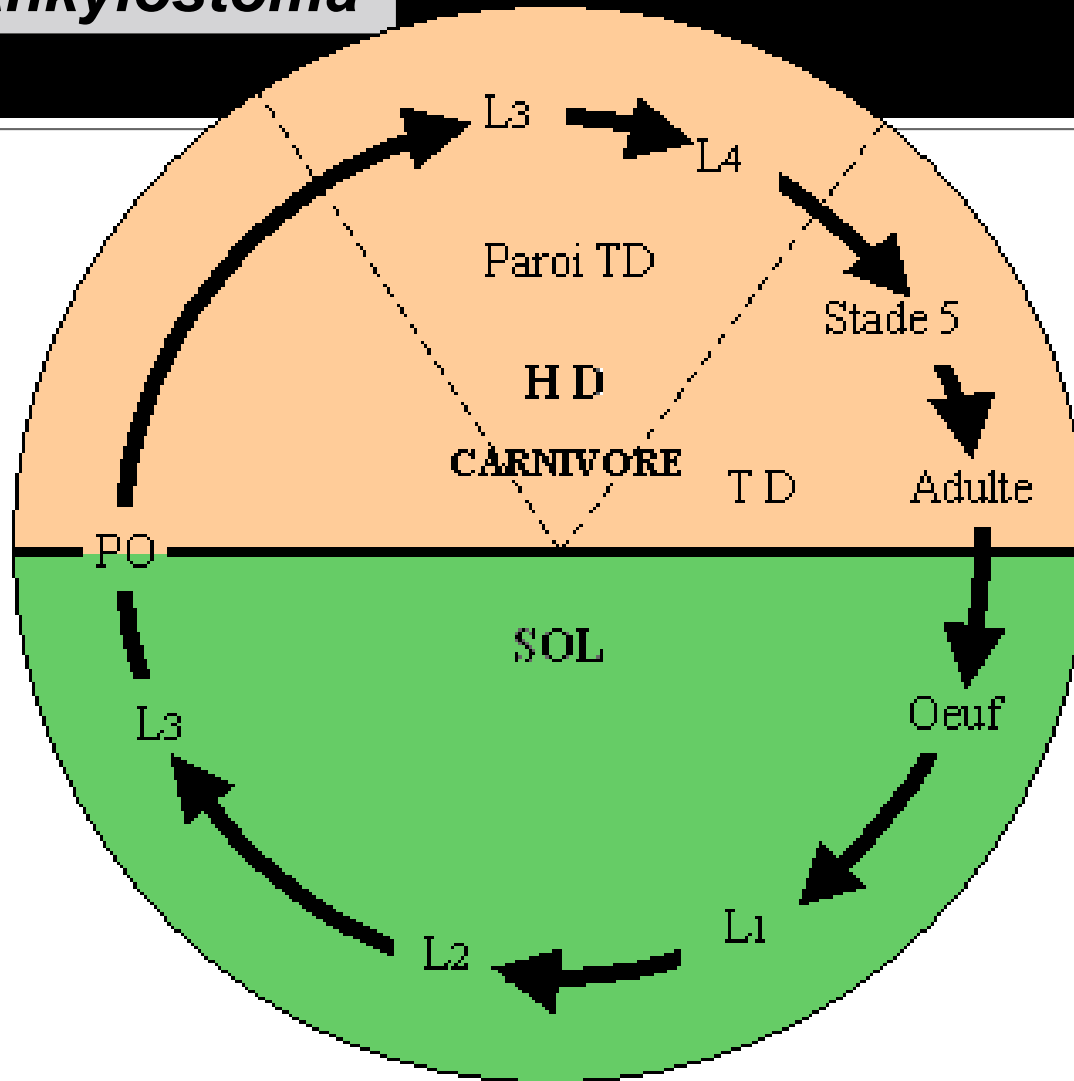 L3
L4
Paroi TD
Stade 5
H D
CARNIVORE
T D
Adulte
PO
SOL
L3
Oeuf
L1
L2